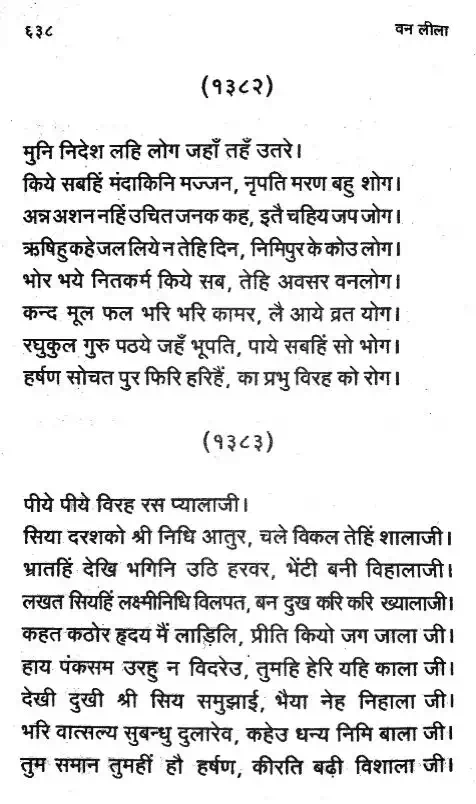 ६३८ वन लीला
(१३८२)
मुनि निदेश लहि लोग जहाँ तहँ उतरे।
किये सबहिं मंदाकिनि मज्जन, नृपति मरण बहु शोग।
अन्न अशन नहिं उचित जनक कह, इतै चहिय जप जोग।
ऋषिहु कहे जल लिये न तेहि दिन, निमिपुर के कोउ लोग।
भोर भये नितकर्म किये सब, तेहि अवसर वनलोग।
कन्द मूल फल भरि भरि कामर, लै आये व्रत योग।
रघुकुल गुरु पठये जहँ भूपति, पाये सबहिं सो भोग।
हर्षण सोचत पुर फिरि हरिहैं, का प्रभु विरह को रोग।
(१३८३)
पीये पीये विरह रस प्यालाजी।
सिया दरशको श्री निधि आतुर, चले विकल तेहिं शालाजी।
भ्रातहिं देखि भगिनि उठि हरवर, भेंटी बनी विहालाजी।
लखत सियहिं लक्ष्मीनिधि विलपत, बन दुख करि करि ख्यालाजी।
कहत कठोर हृदय मैं लाड़िलि, प्रीति कियो जग जाला जी।
हाय पंकसम उरहु न विदरेउ, तुमहि हेरि यहि काला जी।
देखी दुखी श्री सिय समुझाई, भैया नेह निहाला जी।
भरि वात्सल्य सुबन्धु दुलारेव, कहेउ धन्य निमि बाला जी।
तुम समान तुमहीं हौ हर्षण, कीरति बढ़ी विशाला जी।